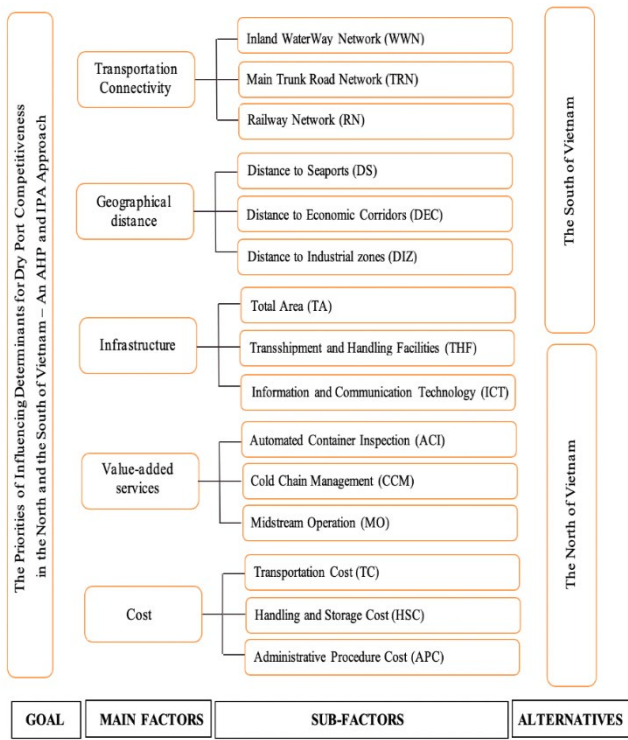 The Priorities of Influencing Determinants for Dry Port Competitiveness
in the North and the South of Vietnam – An AHP and IPA Approach
Transportation
Connectivity
Inland WaterWay Network (WWN)
Main Trunk Road Network (TRN)
Railway Network (RN)
Geographical
distance
Distance to Seaports (DS)
Distance to Economic Corridors (DEC)
Distance to Industrial zones (DIZ)
Infrastructure
Total Area (TA)
Transshipment and Handling Facilities (THF)
Information and Communication Technology (ICT)
Value-added
services
Automated Container Inspection (ACI)
Cold Chain Management (CCM)
Midstream Operation (MO)
Cost
Transportation Cost (TC)
Handling and Storage Cost (HSC)
Administrative Procedure Cost (APC)
The South of Vietnam
The North of Vietnam
GOAL
MAIN FACTORS
SUB-FACTORS
ALTERNATIVES